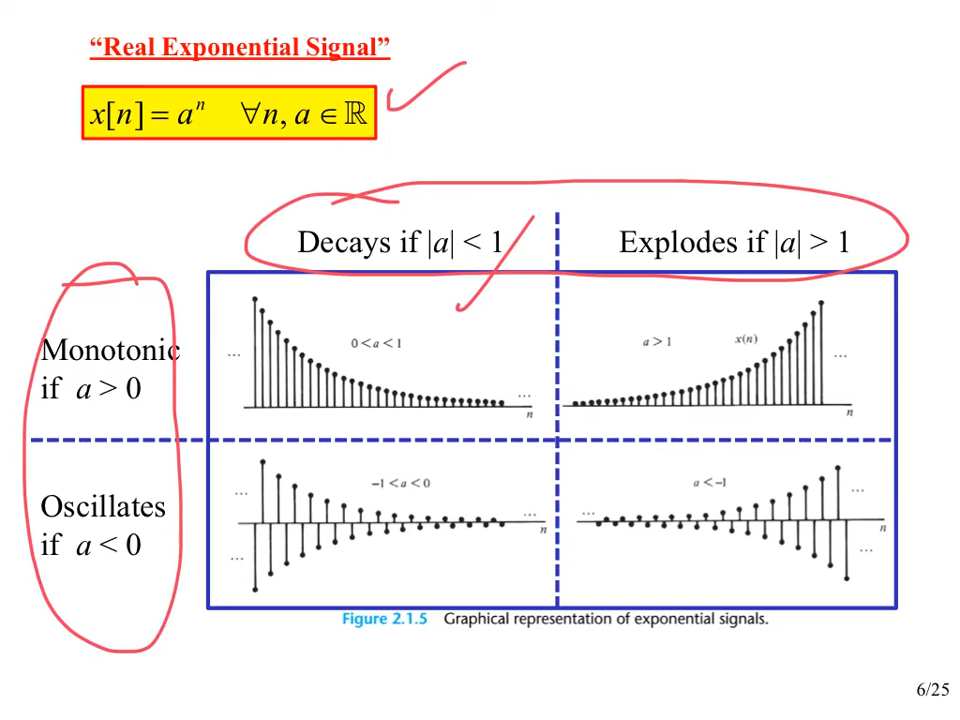 “Real Exponential Signal”
x[n] = aⁿ ∀n, a ∈ ℝ
Decays if |a| < 1
Explodes if |a| > 1
Monotonic
if a > 0
Oscillates
if a < 0
...
0 < a < 1
...
n
a > 1
x(n)
...
n
...
−1 < a < 0
...
...
n
...
a < −1
...
n
...
Figure 2.1.5 Graphical representation of exponential signals.
6/25